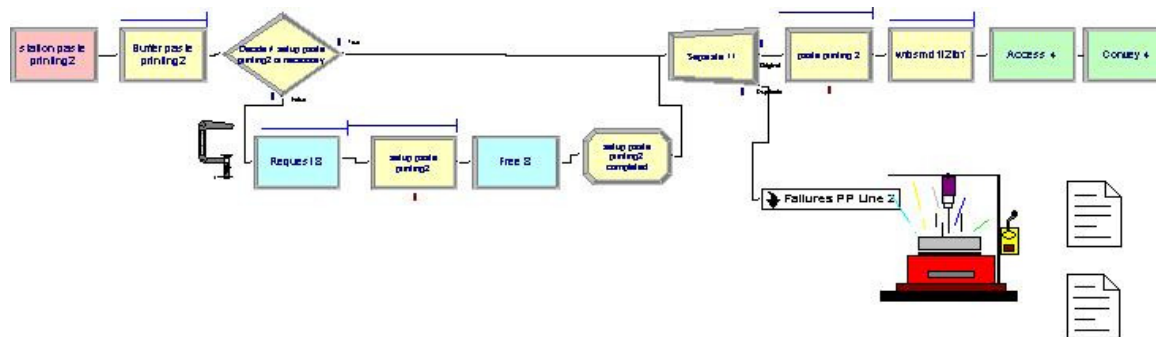 station paste
printing2
Buffer paste
printing2
Decide if setup paste
printing2 is necessary
True
False
Separate 11
Original
Duplicate
paste printing 2
Access 4
Convey 4
Request 8
setup paste
printing2
Free 8
setup paste
printing2
completed
Failures PP Line 2